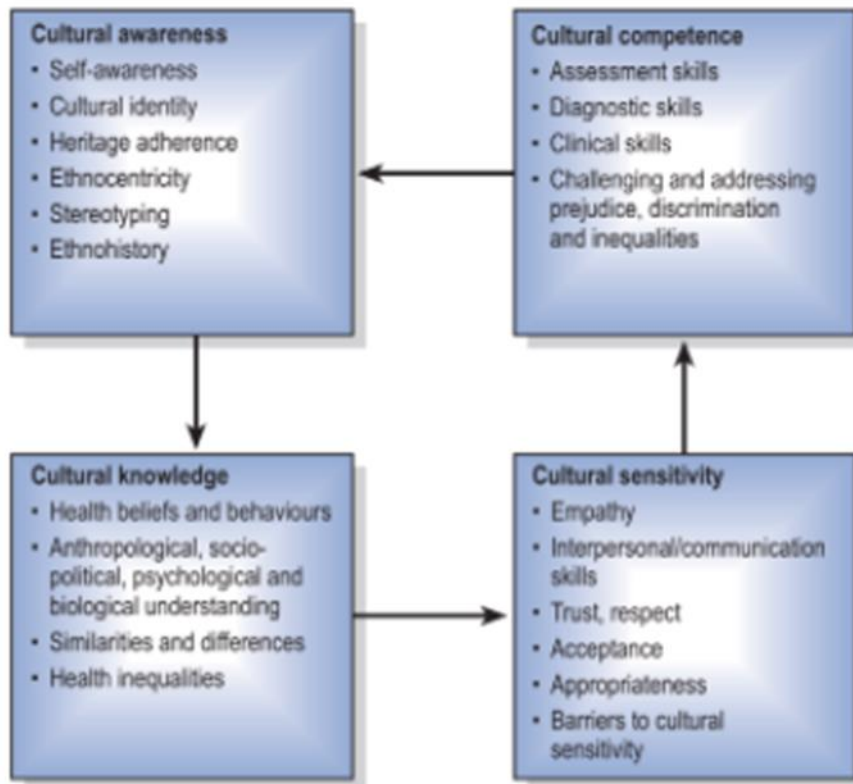 Cultural awareness
• Self-awareness
• Cultural identity
• Heritage adherence
• Ethnocentricity
• Stereotyping
• Ethnohistory
Cultural competence
• Assessment skills
• Diagnostic skills
• Clinical skills
• Challenging and addressing
prejudice, discrimination
and inequalities
Cultural knowledge
• Health beliefs and behaviours
• Anthropological, socio-
political, psychological and
biological understanding
• Similarities and differences
• Health inequalities
Cultural sensitivity
• Empathy
• Interpersonal/communication
skills
• Trust, respect
• Acceptance
• Appropriateness
• Barriers to cultural
sensitivity